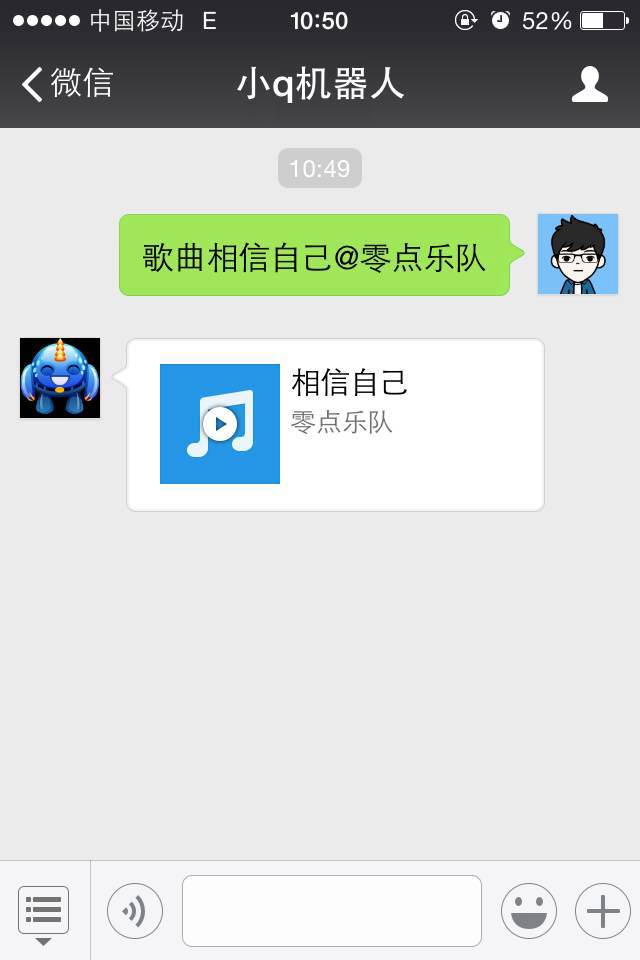 中国移动 E 10:50 52%
微信 小q机器人
10:49
歌曲相信自己@零点乐队
相信自己
零点乐队